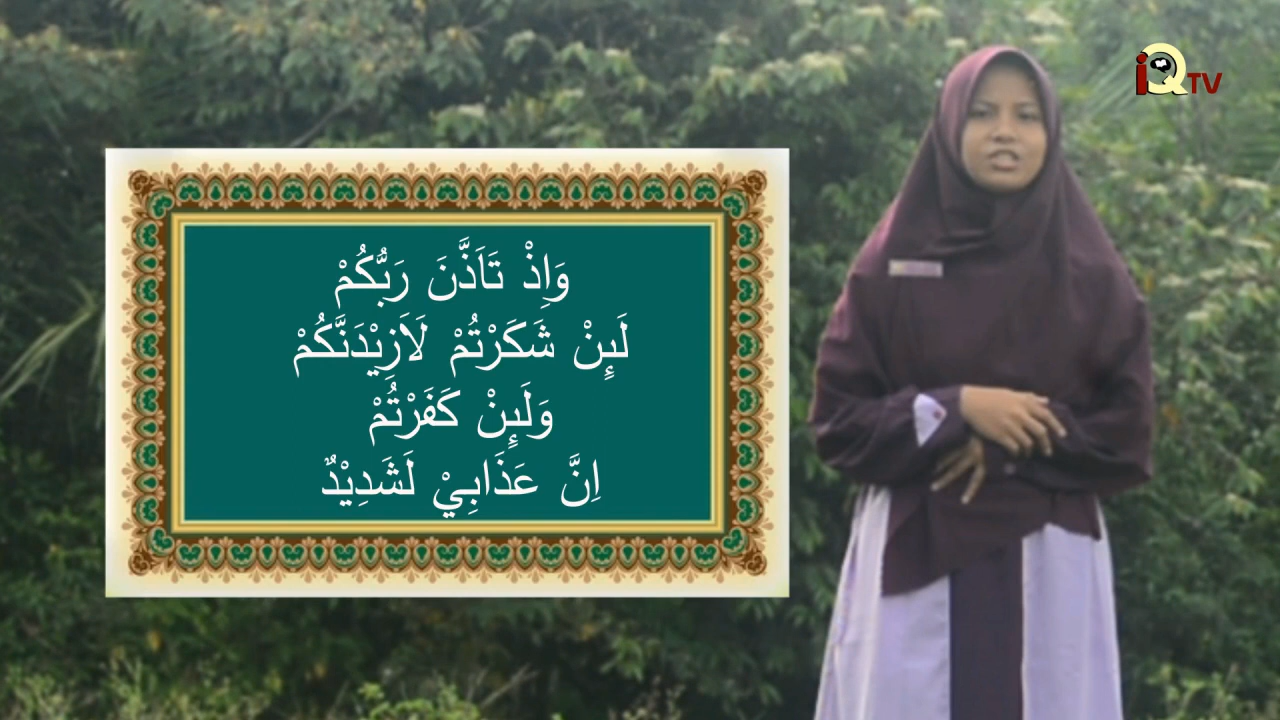 iQTV
وَاِذْ تَاَذَّنَ رَبُّكُمْ
لَىِٕنْ شَكَرْتُمْ لَاَزِيْدَنَّكُمْ
وَلَىِٕنْ كَفَرْتُمْ
اِنَّ عَذَابِيْ لَشَدِيْدٌ